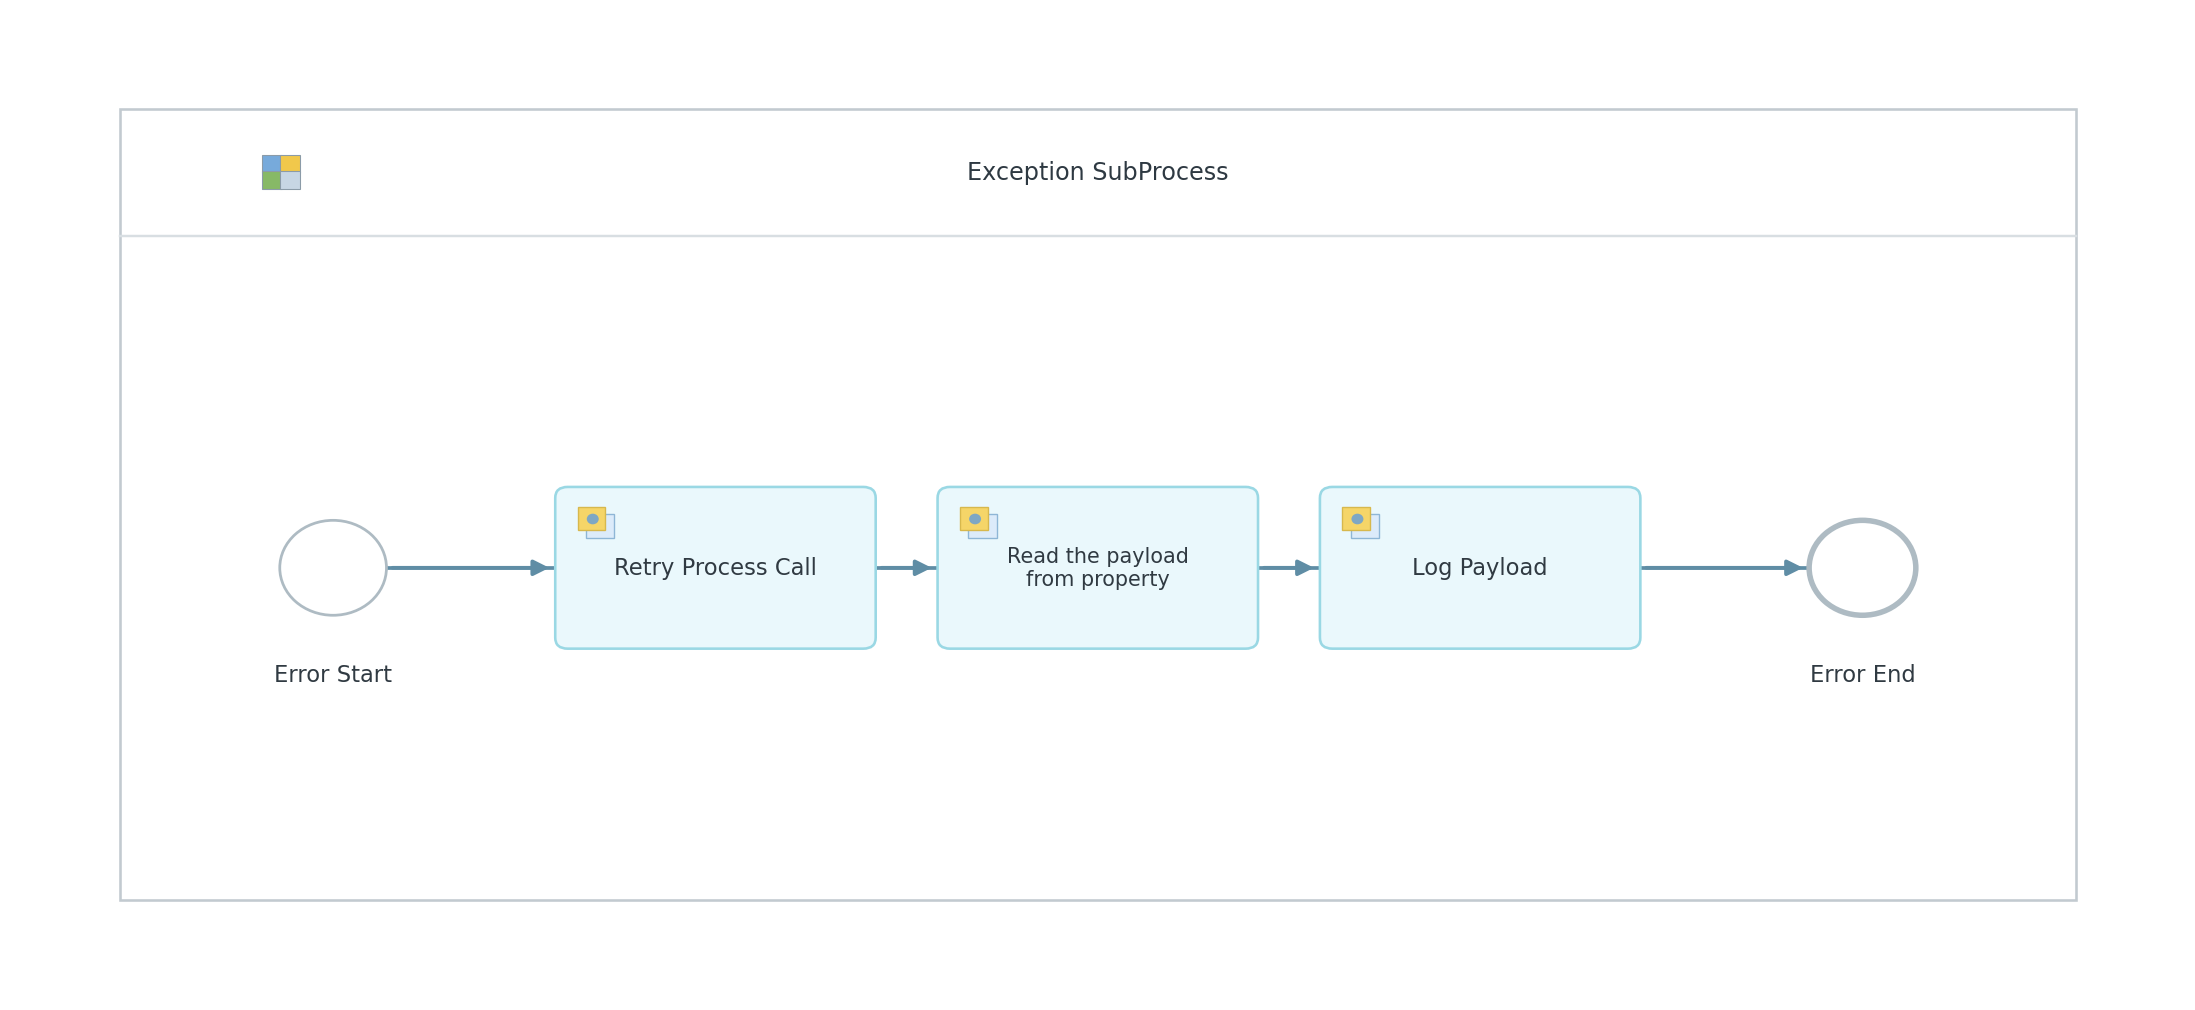 Exception SubProcess
Retry Process Call
Read the payload
from property
Log Payload
Error Start
Error End